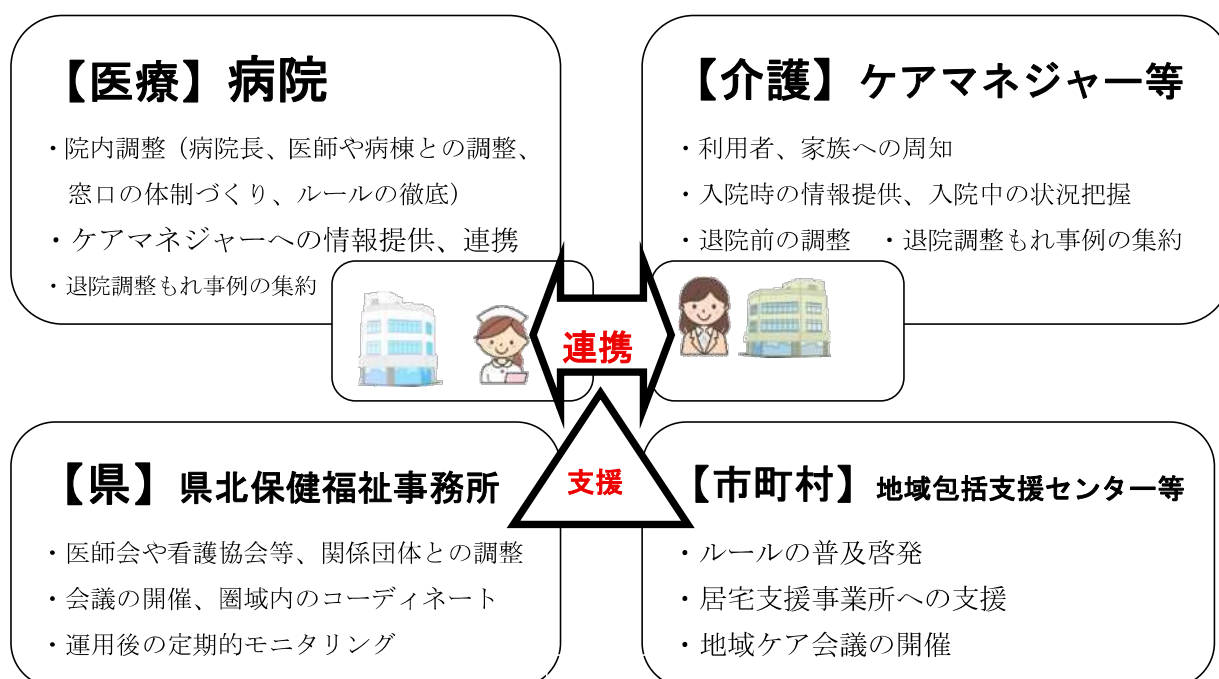 【医療】病院
・院内調整（病院長、医師や病棟との調整、
窓口の体制づくり、ルールの徹底）
・ケアマネジャーへの情報提供、連携
・退院調整もれ事例の集約
【介護】ケアマネジャー等
・利用者、家族への周知
・入院時の情報提供、入院中の状況把握
・退院前の調整　・退院調整もれ事例の集約
連携
支援
【県】県北保健福祉事務所
・医師会や看護協会等、関係団体との調整
・会議の開催、圏域内のコーディネート
・運用後の定期的モニタリング
【市町村】地域包括支援センター等
・ルールの普及啓発
・居宅支援事業所への支援
・地域ケア会議の開催